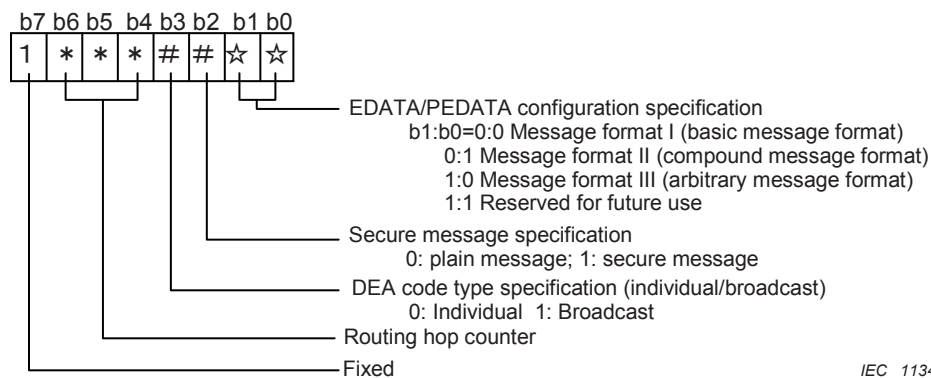 b7 b6 b5 b4 b3 b2 b1 b0
1 * * * # # ☆ ☆
EDATA/PEDATA configuration specification
b1:b0=0:0 Message format I (basic message format)
0:1 Message format II (compound message format)
1:0 Message format III (arbitrary message format)
1:1 Reserved for future use
Secure message specification
0: plain message; 1: secure message
DEA code type specification (individual/broadcast)
0: Individual 1: Broadcast
Routing hop counter
Fixed
IEC 1134